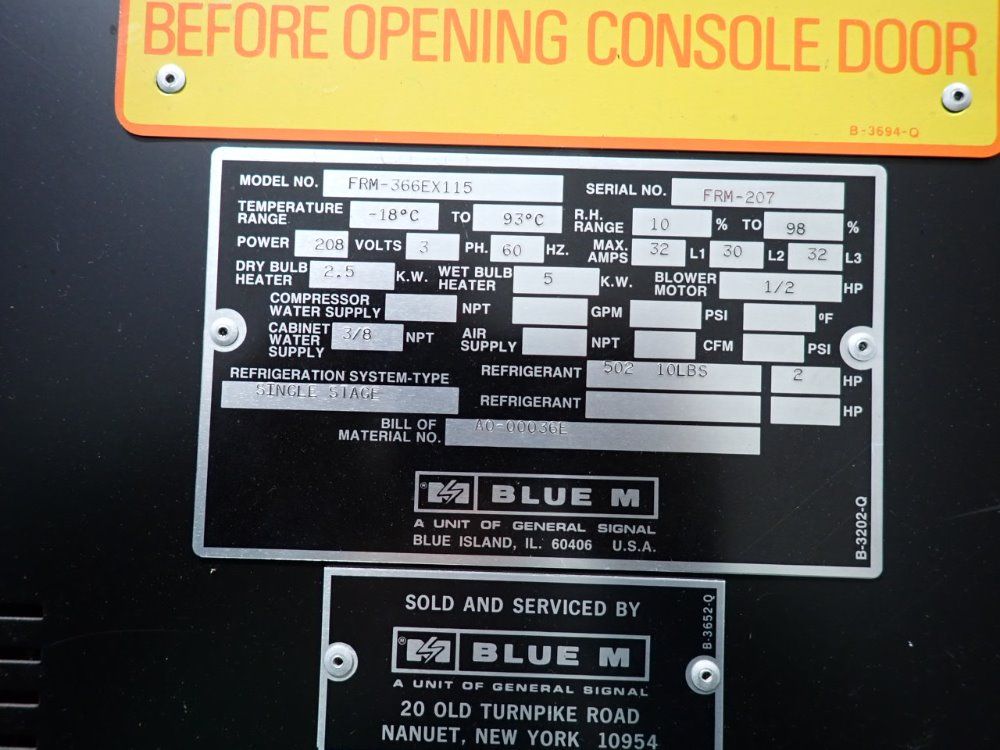 BEFORE OPENING CONSOLE DOOR
B-3694-Q
MODEL NO. FRM-366EX115 SERIAL NO. FRM-207
TEMPERATURE RANGE -18°C TO 93°C R.H. RANGE 10 % TO 98 %
POWER 208 VOLTS 3 PH. 60 HZ. MAX. AMPS 32 L1 30 L2 32 L3
DRY BULB HEATER 2.5 K.W. WET BULB HEATER 5 K.W. BLOWER MOTOR 1/2 HP
COMPRESSOR WATER SUPPLY NPT GPM PSI ºF
CABINET WATER SUPPLY 3/8 NPT AIR SUPPLY NPT CFM PSI
REFRIGERATION SYSTEM-TYPE REFRIGERANT 502 10LBS 2 HP
SINGLE STAGE REFRIGERANT HP
BILL OF MATERIAL NO. A0-00036E
® BLUE M
A UNIT OF GENERAL SIGNAL
BLUE ISLAND, IL. 60406 U.S.A.
B-3202-Q
SOLD AND SERVICED BY
B-3652-Q
® BLUE M
A UNIT OF GENERAL SIGNAL
20 OLD TURNPIKE ROAD
NANUET, NEW YORK 10954